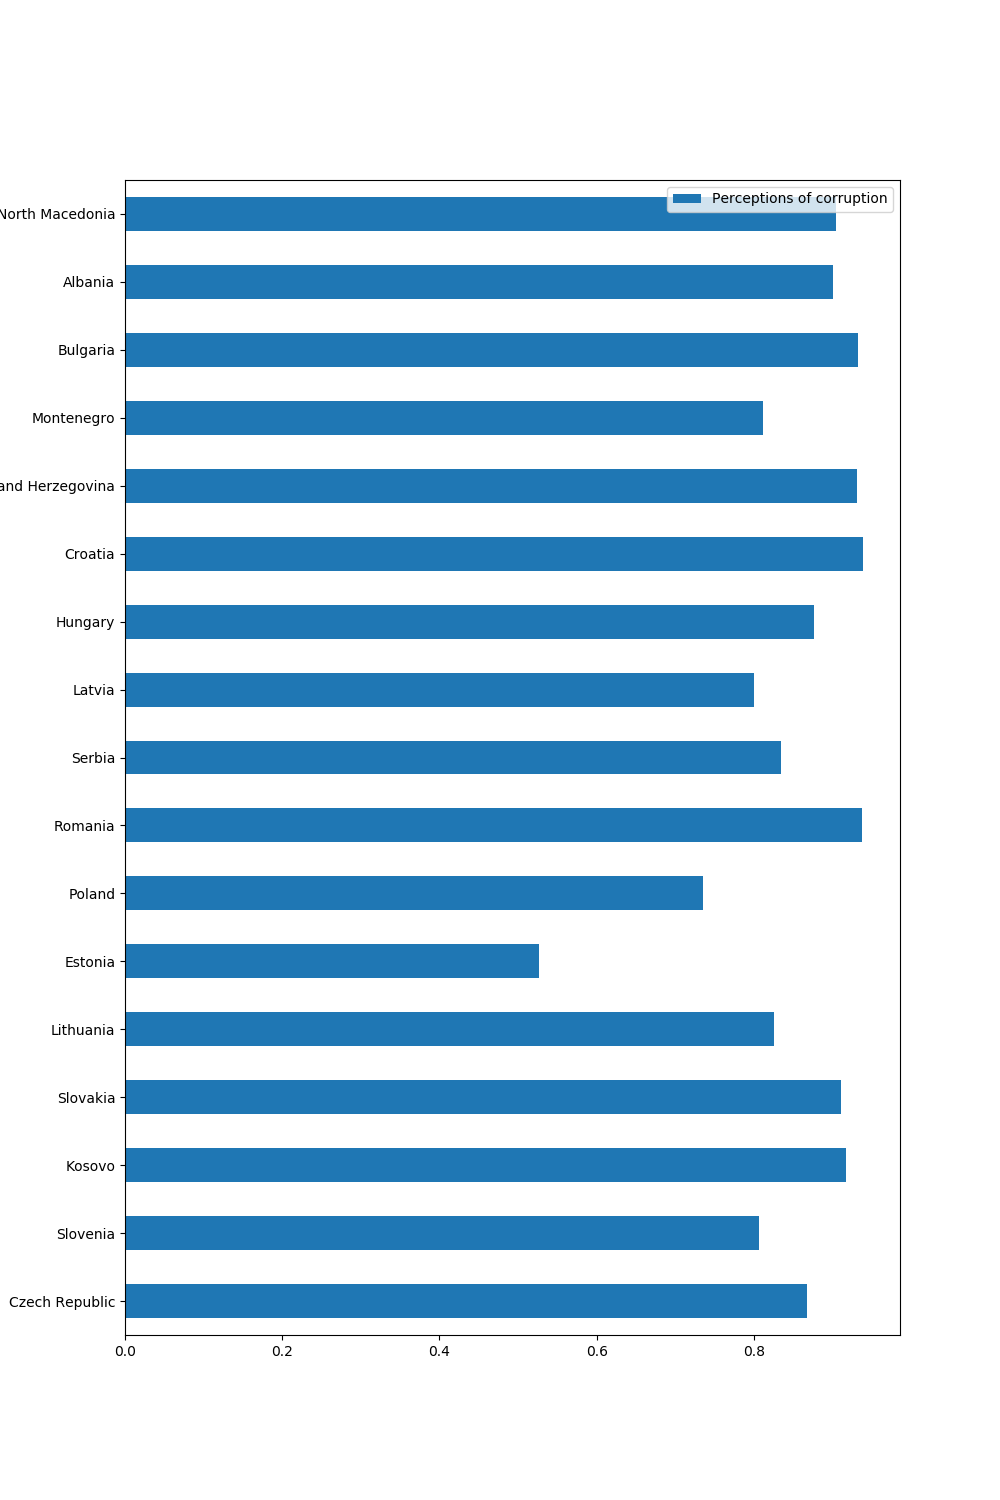 Perceptions of corruption
North Macedonia
Albania
Bulgaria
Montenegro
and Herzegovina
Croatia
Hungary
Latvia
Serbia
Romania
Poland
Estonia
Lithuania
Slovakia
Kosovo
Slovenia
Czech Republic
0.0 0.2 0.4 0.6 0.8